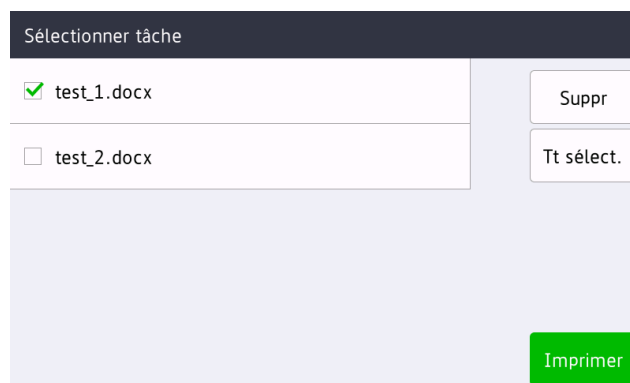 Sélectionner tâche
test_1.docx
Suppr
test_2.docx
Tt sélect.
Imprimer